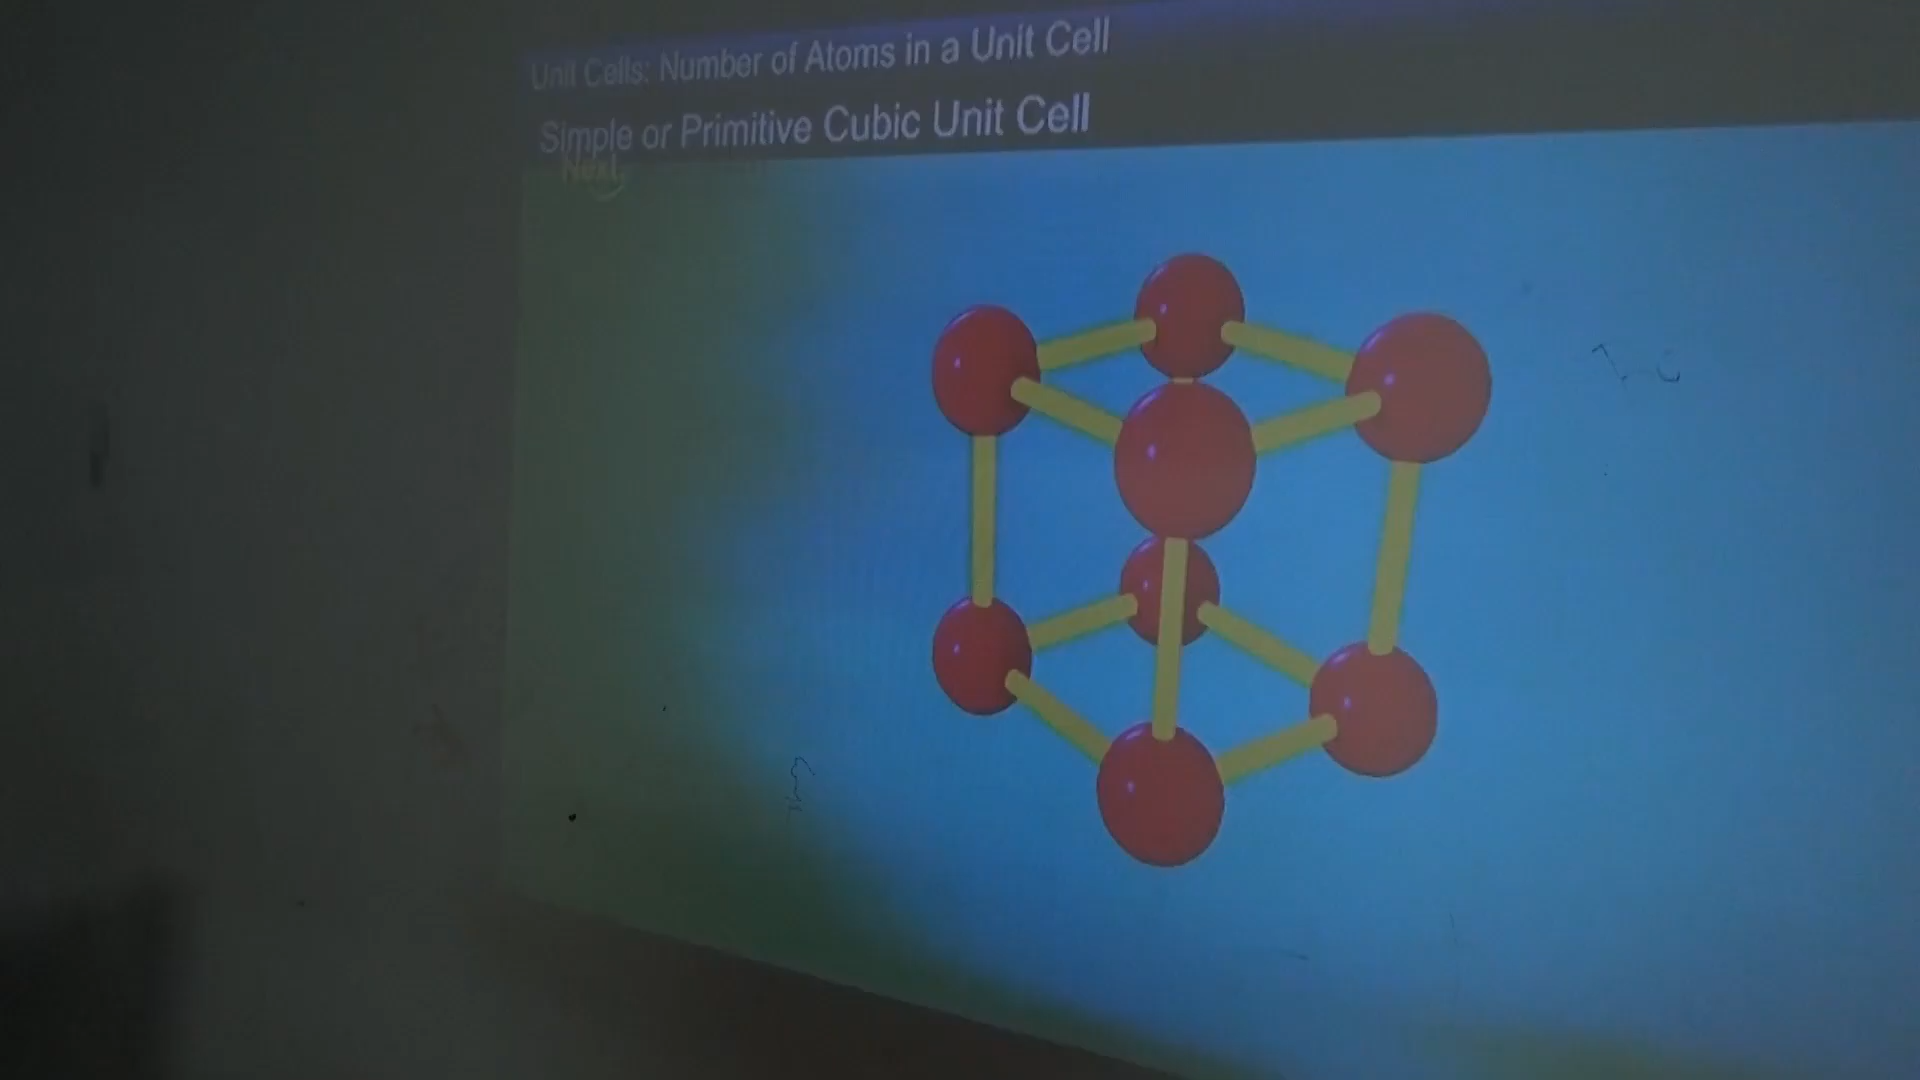 Unit Cells: Number of Atoms in a Unit Cell
Simple or Primitive Cubic Unit Cell
Next